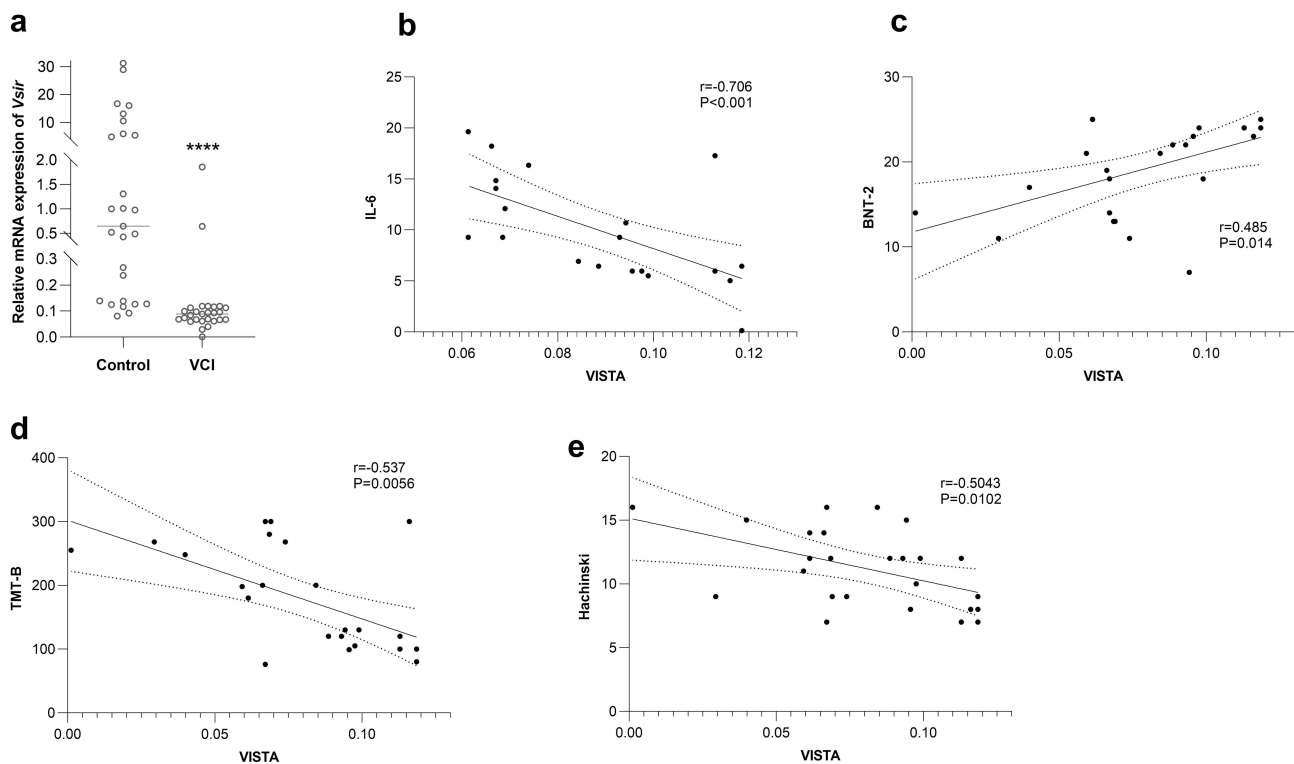 a
Relative mRNA expression of Vsir
30
20
10
2.0
1.5
1.0
0.5
0.3
0.2
0.1
0.0
****
Control
VCI
b
IL-6
25
20
15
10
5
0
r=-0.706
P<0.001
0.06
0.08
0.10
0.12
VISTA
c
BNT-2
30
20
10
0
r=0.485
P=0.014
0.00
0.05
0.10
VISTA
d
TMT-B
400
300
200
100
0
r=-0.537
P=0.0056
0.00
0.05
0.10
VISTA
e
Hachinski
20
15
10
5
0
r=-0.5043
P=0.0102
0.00
0.05
0.10
VISTA